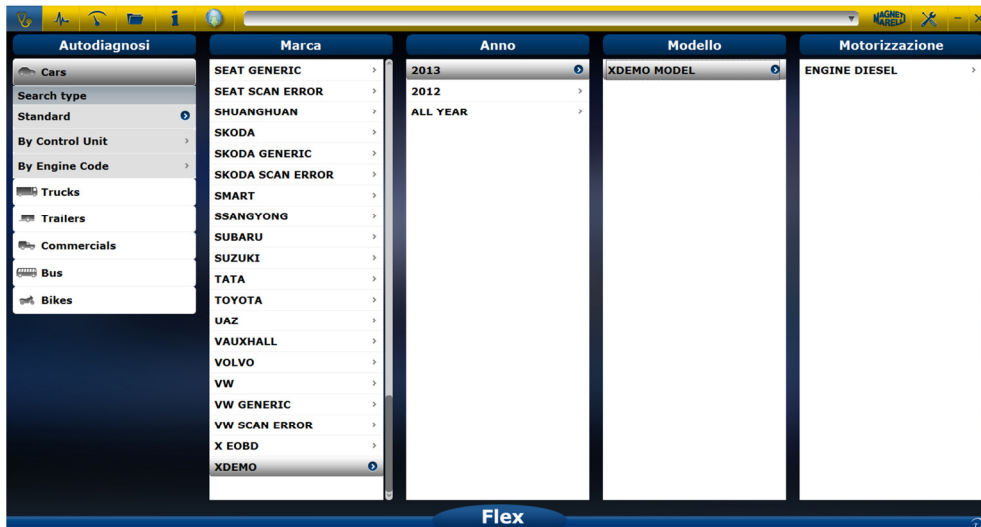 MAGNETI
MARELLI
Autodiagnosi
Marca
Anno
Modello
Motorizzazione
Cars
Search type
Standard
By Control Unit
By Engine Code
Trucks
Trailers
Commercials
Bus
Bikes
SEAT GENERIC
SEAT SCAN ERROR
SHUANGHUAN
SKODA
SKODA GENERIC
SKODA SCAN ERROR
SMART
SSANGYONG
SUBARU
SUZUKI
TATA
TOYOTA
UAZ
VAUXHALL
VOLVO
VW
VW GENERIC
VW SCAN ERROR
X EOBD
XDEMO
2013
2012
ALL YEAR
XDEMO MODEL
ENGINE DIESEL
Flex